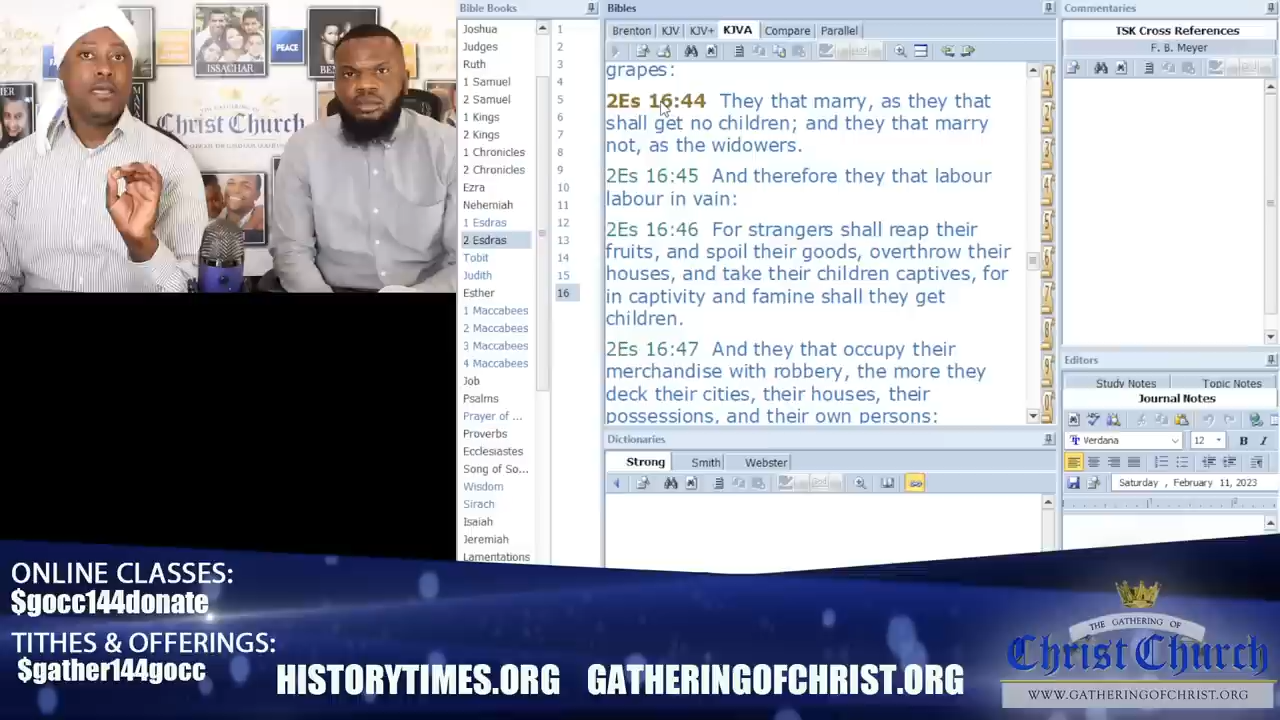 ISSACHAR
PEACE
BEN
THE GATHERING OF
Christ Church
Bible Books
Joshua
Judges
Ruth
1 Samuel
2 Samuel
1 Kings
2 Kings
1 Chronicles
2 Chronicles
Ezra
Nehemiah
1 Esdras
2 Esdras
Tobit
Judith
Esther
1 Maccabees
2 Maccabees
3 Maccabees
4 Maccabees
Job
Psalms
Prayer of ...
Proverbs
Ecclesiastes
Song of So...
Wisdom
Sirach
Isaiah
Jeremiah
Lamentations
1
2
3
4
5
6
7
8
9
10
11
12
13
14
15
16
Bibles
Brenton KJV KJV+ KJVA Compare Parallel
grapes:
2Es 16:44 They that marry, as they that
shall get no children; and they that marry
not, as the widowers.
2Es 16:45 And therefore they that labour
labour in vain:
2Es 16:46 For strangers shall reap their
fruits, and spoil their goods, overthrow their
houses, and take their children captives, for
in captivity and famine shall they get
children.
2Es 16:47 And they that occupy their
merchandise with robbery, the more they
deck their cities, their houses, their
possessions, and their own persons:
Dictionaries
Strong Smith Webster
Commentaries
TSK Cross References
F. B. Meyer
Editors
Study Notes Topic Notes
Journal Notes
Verdana 12 B I
Saturday , February 11, 2023
ONLINE CLASSES:
$gocc144donate
TITHES & OFFERINGS:
$gather144gocc
HISTORYTIMES.ORG GATHERINGOFCHRIST.ORG
THE GATHERING OF
Christ Church
WWW.GATHERINGOFCHRIST.ORG